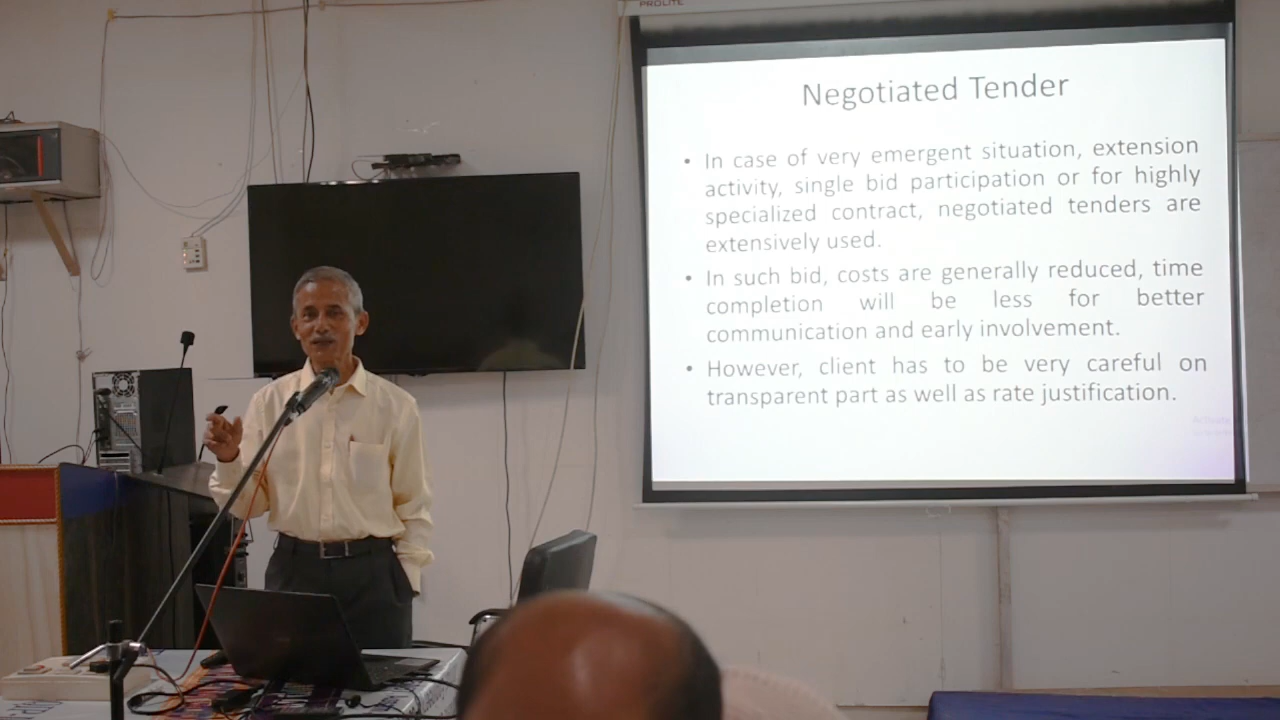 PROLITE
Negotiated Tender
• In case of very emergent situation, extension
activity, single bid participation or for highly
specialized contract, negotiated tenders are
extensively used.
• In such bid, costs are generally reduced, time
completion will be less for better
communication and early involvement.
• However, client has to be very careful on
transparent part as well as rate justification.